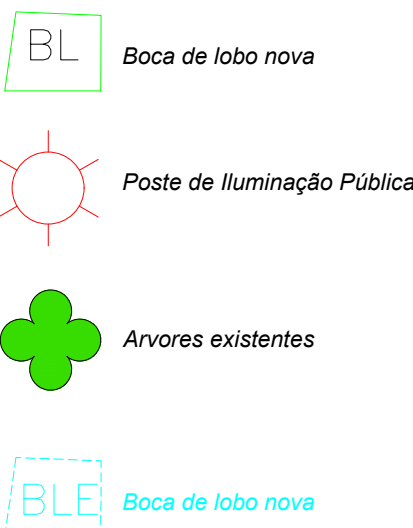 BL
Boca de lobo nova
Poste de Iluminação Pública
Arvores existentes
BLE
Boca de lobo nova